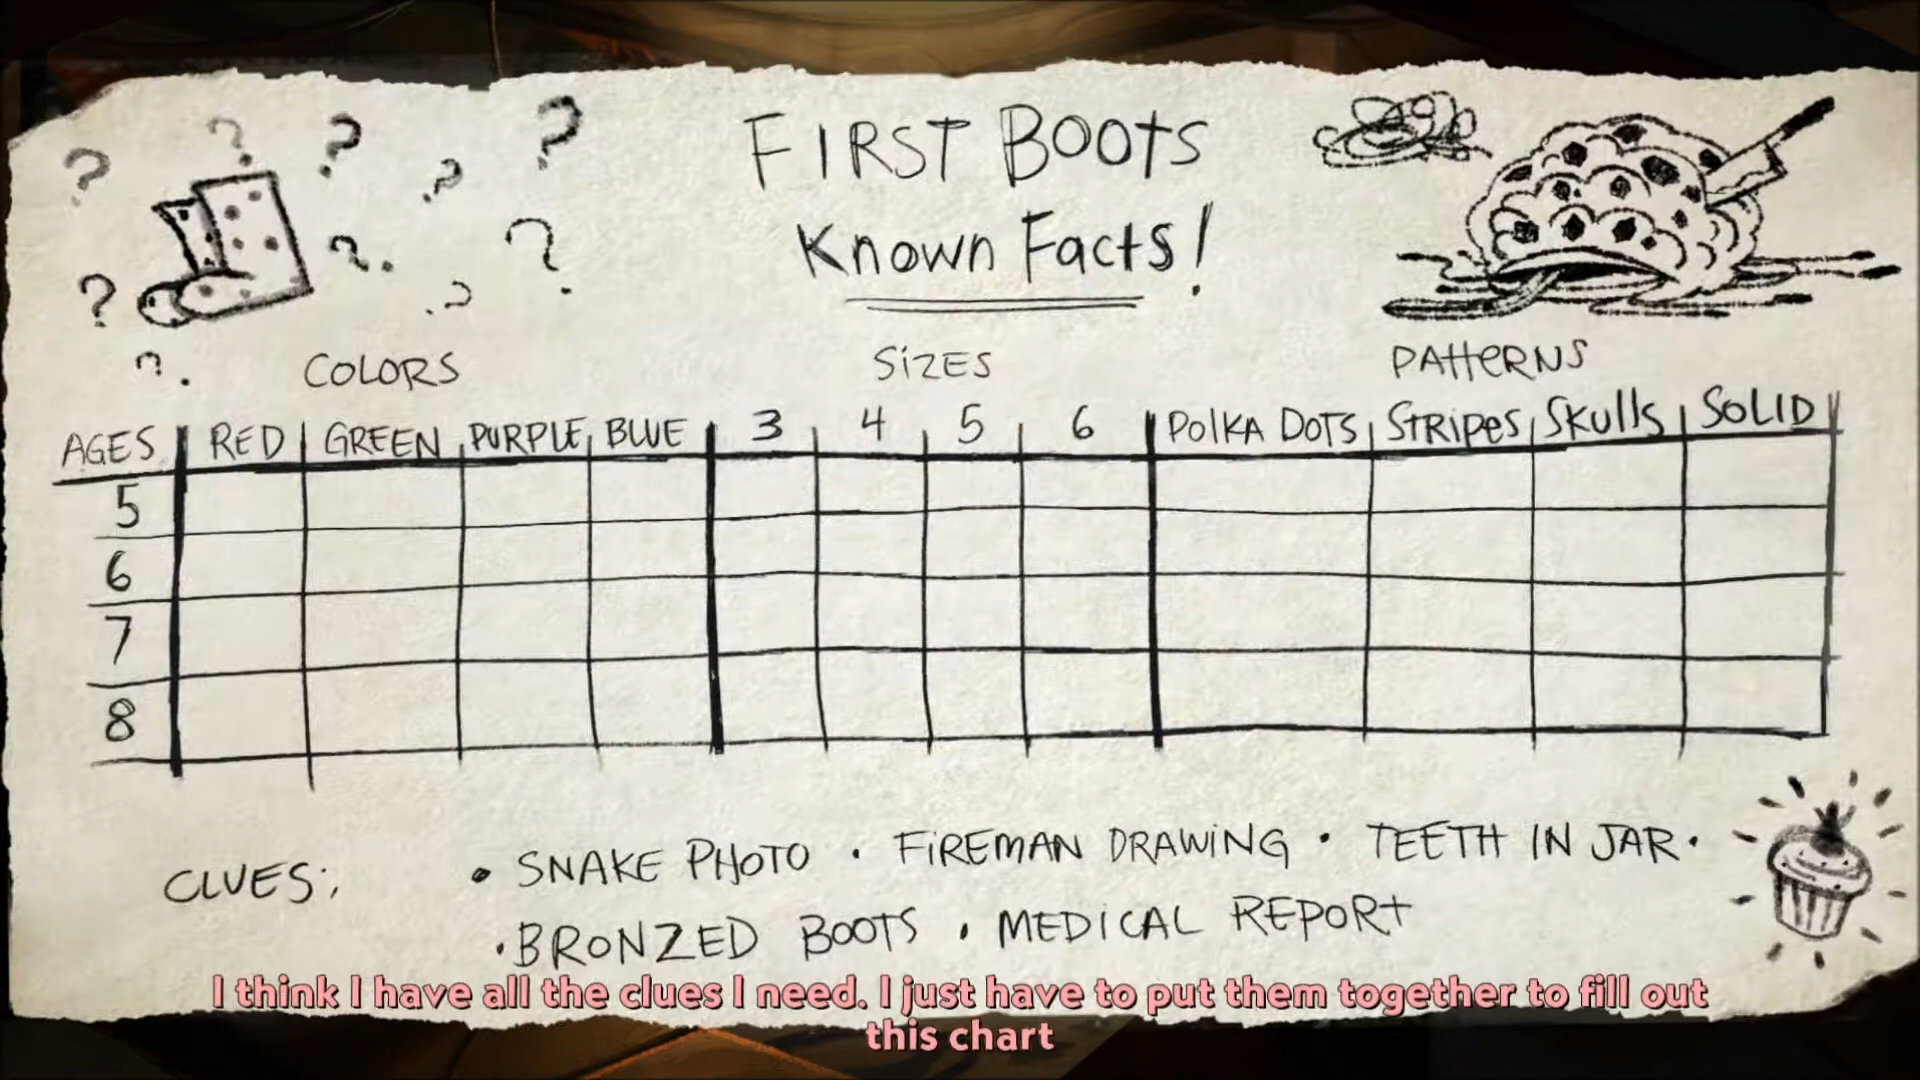 FIRST BOOTS
Known Facts!
COLORS SIZES PATTERNS
AGES RED GREEN PURPLE BLUE 3 4 5 6 POLKA DOTS STRIPES SKULLS SOLID
5
6
7
8
CLUES:, • SNAKE PHOTO • FIREMAN DRAWING • TEETH IN JAR •
• BRONZED BOOTS • MEDICAL REPORT
I think I have all the clues I need. I just have to put them together to fill out
this chart